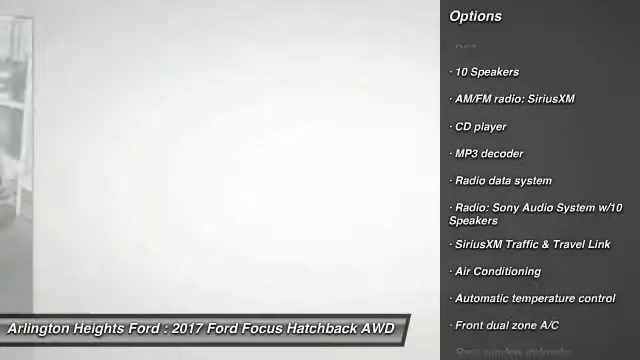 Options
· 10 Speakers
· AM/FM radio: SiriusXM
· CD player
· MP3 decoder
· Radio data system
· Radio: Sony Audio System w/10
Speakers
· SiriusXM Traffic & Travel Link
· Air Conditioning
· Automatic temperature control
· Front dual zone A/C
Arlington Heights Ford : 2017 Ford Focus Hatchback AWD